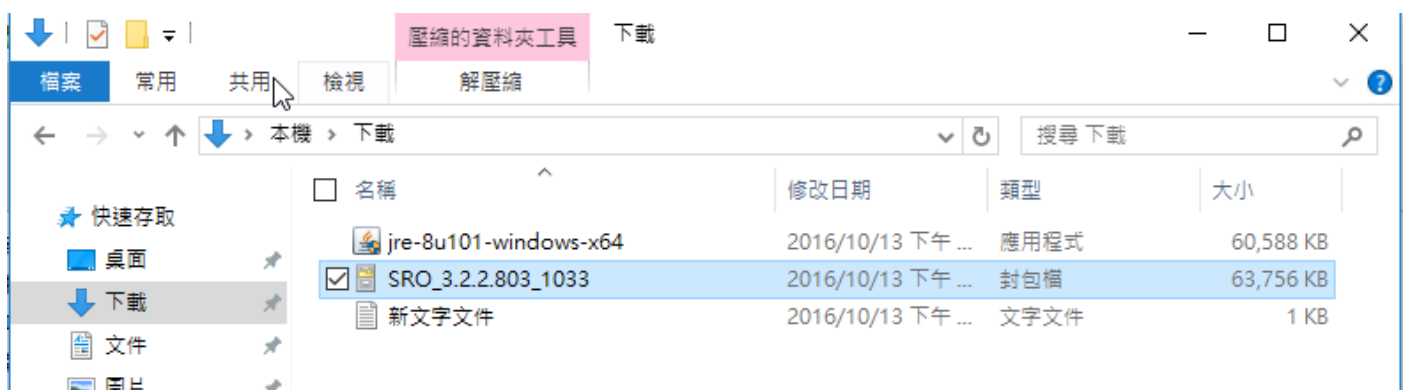 壓縮的資料夾工具 下載
檔案 常用 共用 檢視 解壓縮
本機 > 下載 搜尋 下載
名稱 修改日期 類型 大小
快速存取
jre-8u101-windows-x64 2016/10/13 下午 ... 應用程式 60,588 KB
桌面
SRO_3.2.2.803_1033 2016/10/13 下午 ... 封包檔 63,756 KB
下載
新文字文件 2016/10/13 下午 ... 文字文件 1 KB
文件
圖片